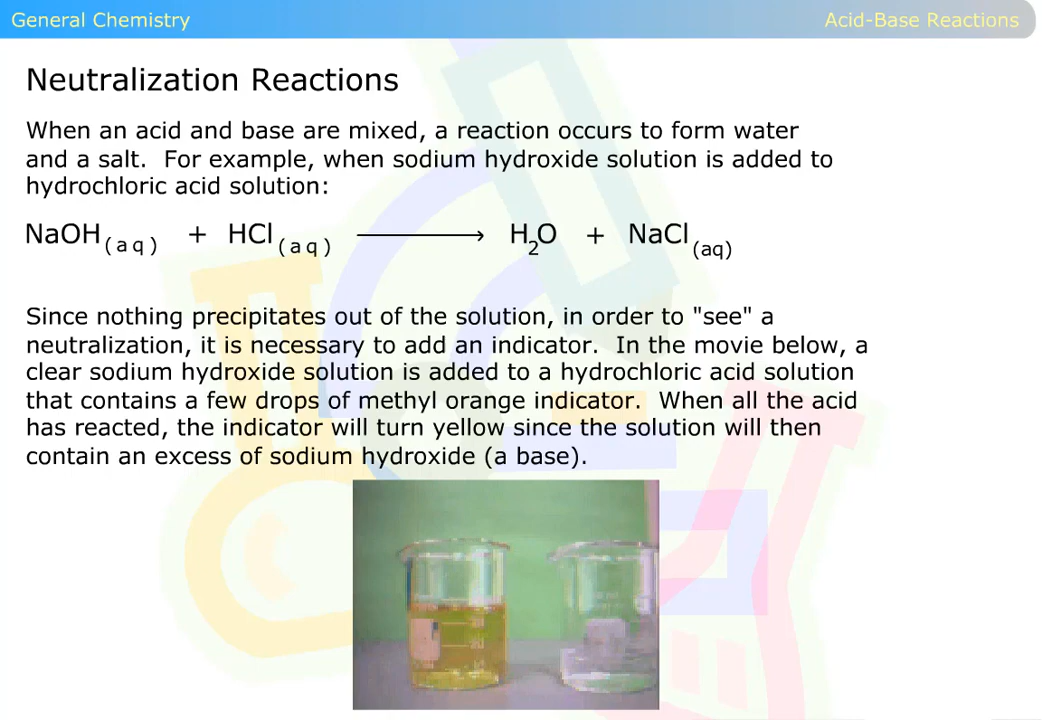 General Chemistry
Acid-Base Reactions
Neutralization Reactions
When an acid and base are mixed, a reaction occurs to form water
and a salt.  For example, when sodium hydroxide solution is added to
hydrochloric acid solution:
NaOH(aq) + HCl(aq) ⟶ H2O + NaCl(aq)
Since nothing precipitates out of the solution, in order to "see" a
neutralization, it is necessary to add an indicator.  In the movie below, a
clear sodium hydroxide solution is added to a hydrochloric acid solution
that contains a few drops of methyl orange indicator.  When all the acid
has reacted, the indicator will turn yellow since the solution will then
contain an excess of sodium hydroxide (a base).